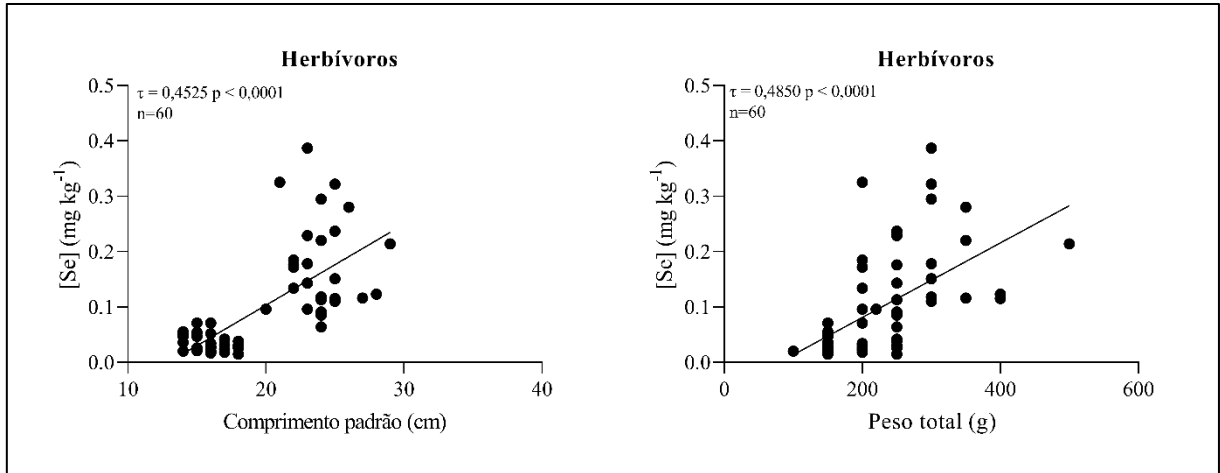 Herbívoros
τ = 0,4525 p < 0,0001
n=60
0.5
0.4
0.3
0.2
0.1
0.0
[Se] (mg kg⁻¹)
10
20
30
40
Comprimento padrão (cm)
Herbívoros
τ = 0,4850 p < 0,0001
n=60
0.5
0.4
0.3
0.2
0.1
0.0
[Se] (mg kg⁻¹)
0
200
400
600
Peso total (g)